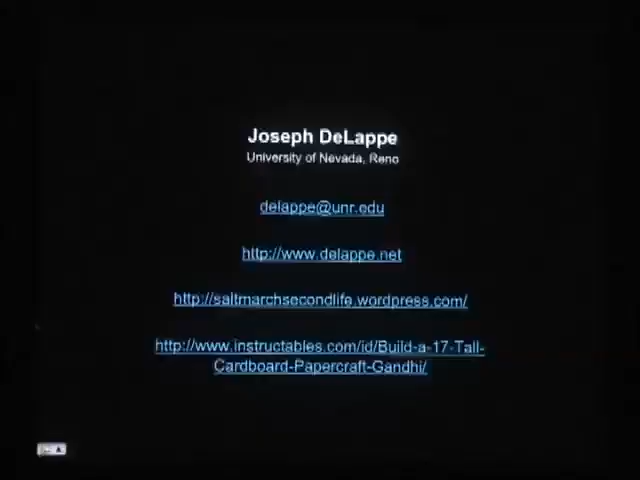 Joseph DeLappe
University of Nevada, Reno
delappe@unr.edu
http://www.delappe.net
http://saltmarchsecondlife.wordpress.com/
http://www.instructables.com/id/Build-a-17-Tall-
Cardboard-Papercraft-Gandhi/